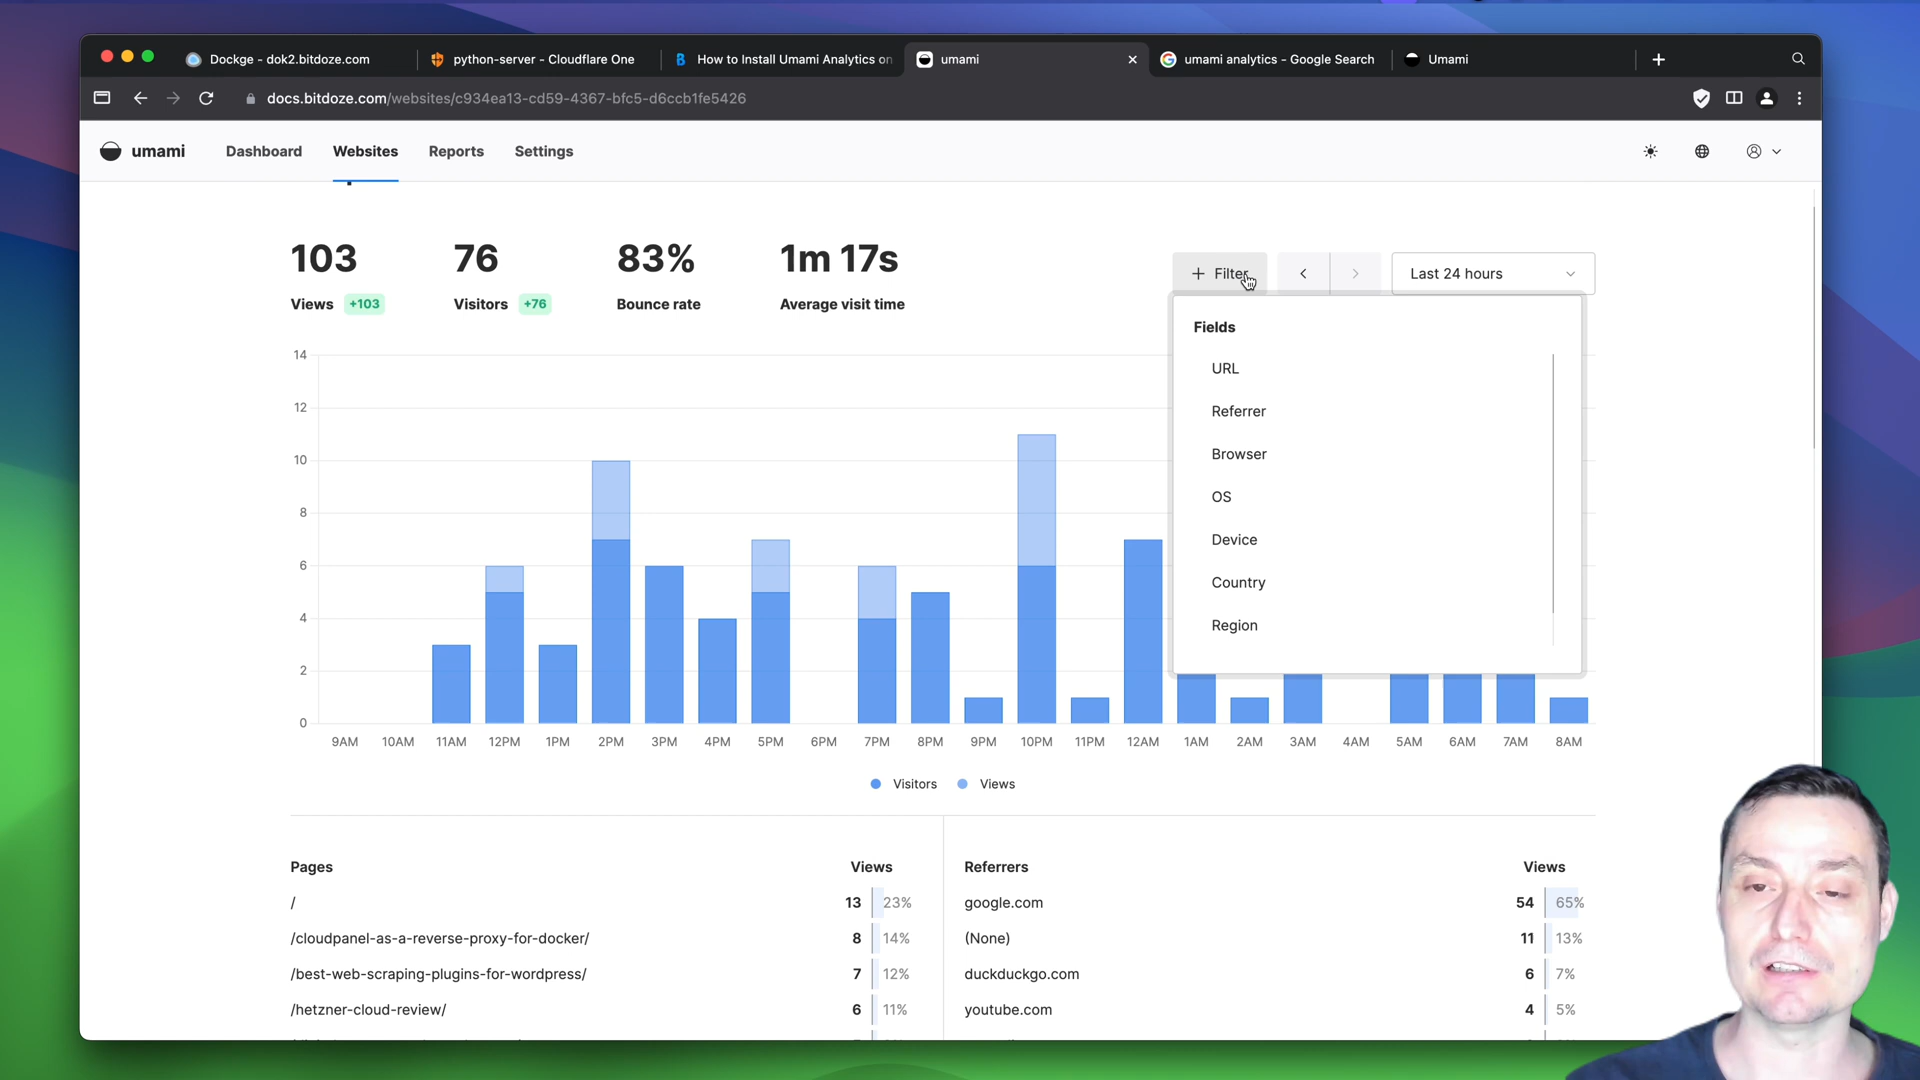 Dockge - dok2.bitdoze.com
python-server - Cloudflare One
How to Install Umami Analytics on
umami
umami analytics - Google Search
Umami
docs.bitdoze.com/websites/c934ea13-cd59-4367-bfc5-d6ccb1fe5426
umami
Dashboard
Websites
Reports
Settings
103
76
83%
1m 17s
Views +103
Visitors +76
Bounce rate
Average visit time
Filter
Last 24 hours
Fields
URL
Referrer
Browser
OS
Device
Country
Region
14
12
10
8
6
4
2
0
9AM 10AM 11AM 12PM 1PM 2PM 3PM 4PM 5PM 6PM 7PM 8PM 9PM 10PM 11PM 12AM 1AM 2AM 3AM 4AM 5AM 6AM 7AM 8AM
Visitors Views
Pages Views
/ 13 23%
/cloudpanel-as-a-reverse-proxy-for-docker/ 8 14%
/best-web-scraping-plugins-for-wordpress/ 7 12%
/hetzner-cloud-review/ 6 11%
Referrers Views
google.com 54 65%
(None) 11 13%
duckduckgo.com 6 7%
youtube.com 4 5%